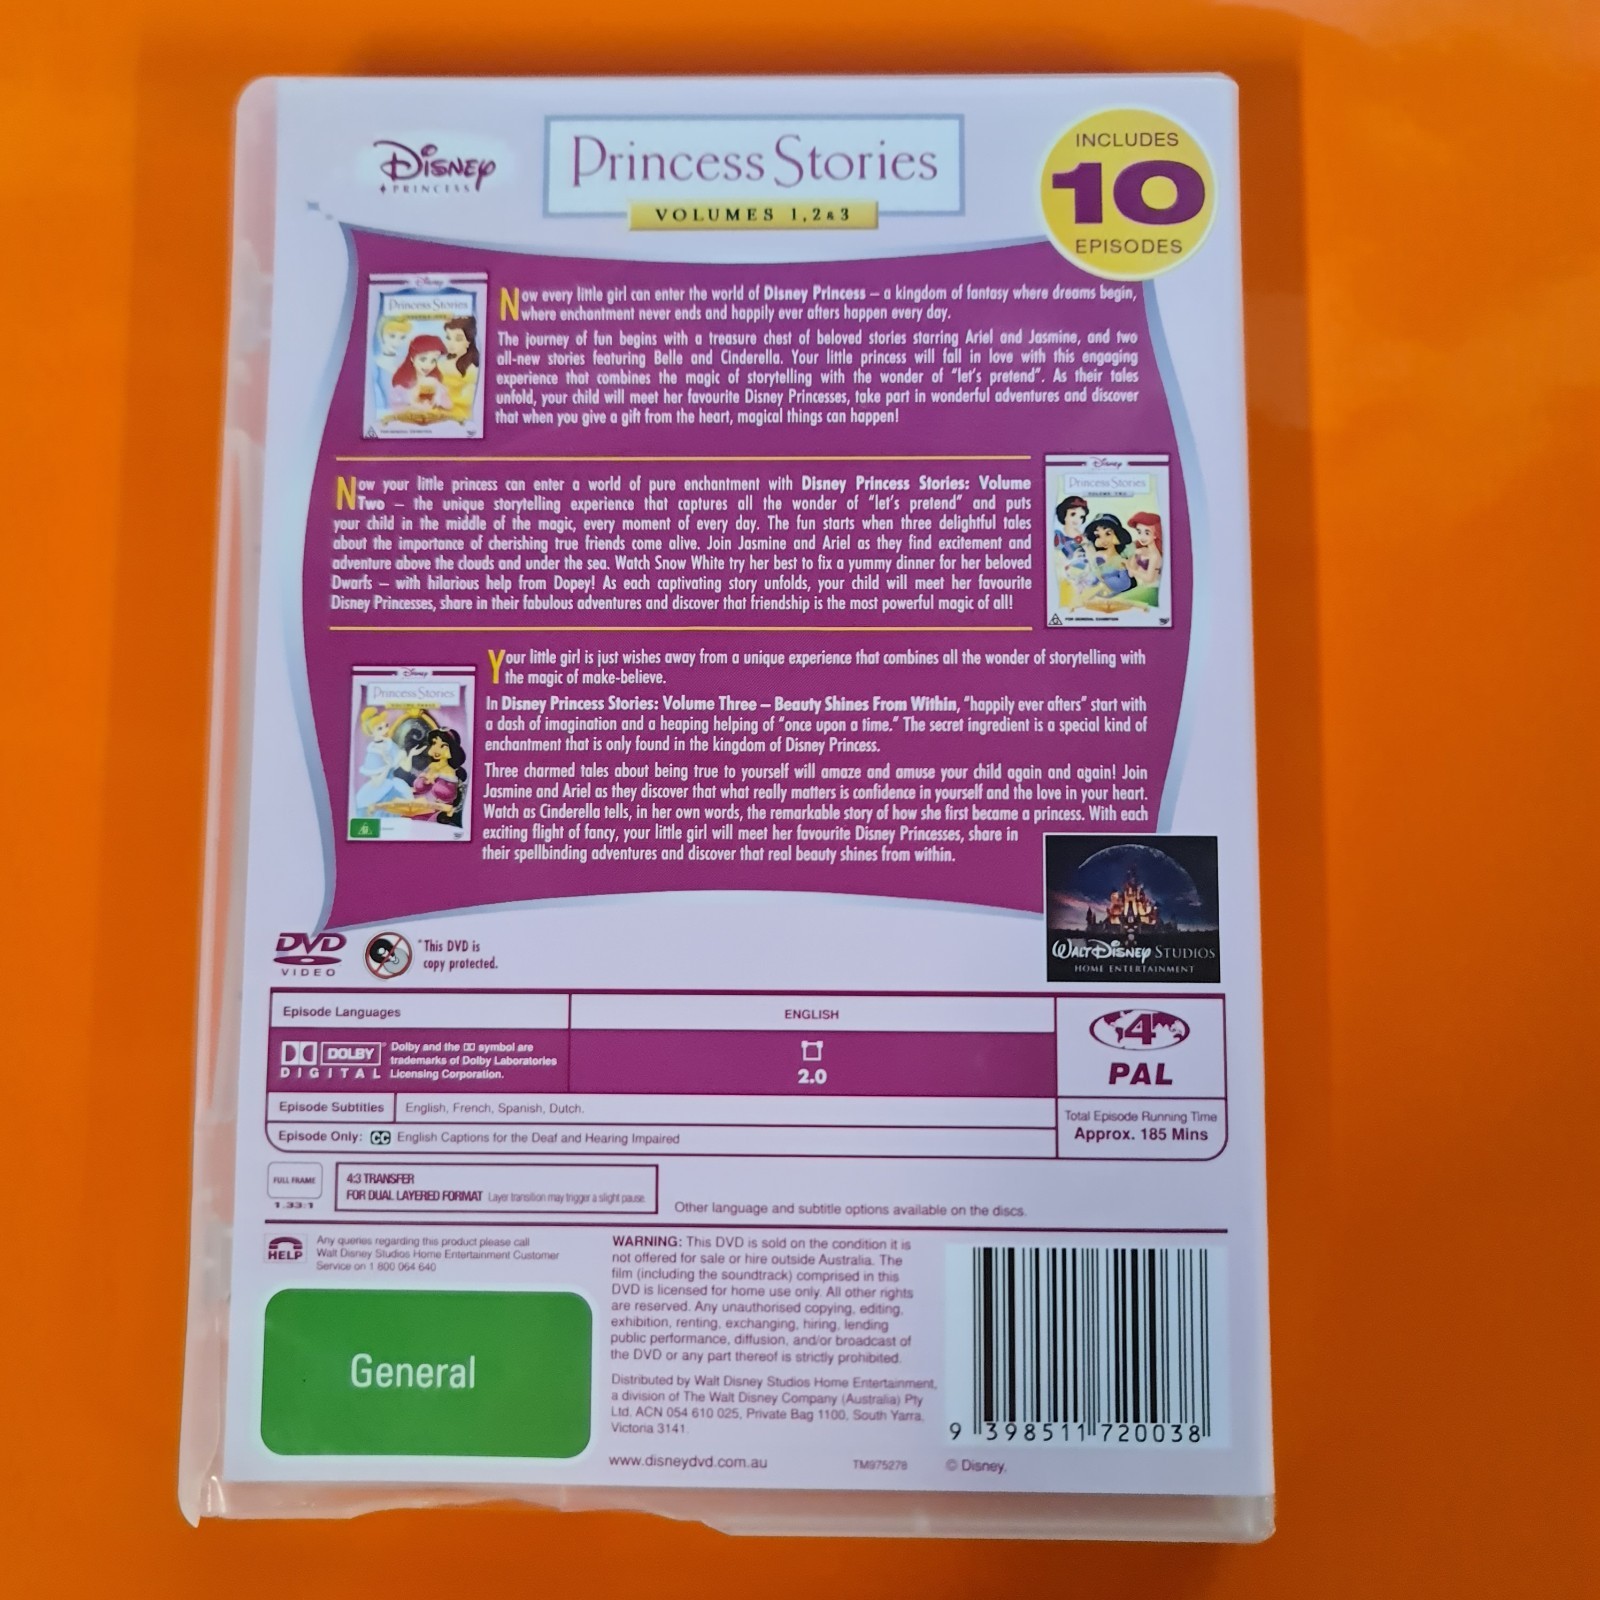 Disney
PRINCESS
Princess Stories
VOLUMES 1, 2 & 3
INCLUDES
10
EPISODES
Disney
Princess Stories
Now every little girl can enter the world of Disney Princess – a kingdom of fantasy where dreams begin,
where enchantment never ends and happily ever afters happen every day.
The journey of fun begins with a treasure chest of beloved stories starring Ariel and Jasmine, and two
all-new stories featuring Belle and Cinderella. Your little princess will fall in love with this engaging
experience that combines the magic of storytelling with the wonder of "let's pretend". As their tales
unfold, your child will meet her favourite Disney Princesses, take part in wonderful adventures and discover
that when you give a gift from the heart, magical things can happen!
Now your little princess can enter a world of pure enchantment with Disney Princess Stories: Volume
Two – the unique storytelling experience that captures all the wonder of "let's pretend" and puts
your child in the middle of the magic, every moment of every day. The fun starts when three delightful tales
about the importance of cherishing true friends come alive. Join Jasmine and Ariel as they find excitement and
adventure above the clouds and under the sea. Watch Snow White try her best to fix a yummy dinner for her beloved
Dwarfs – with hilarious help from Dopey! As each captivating story unfolds, your child will meet her favourite
Disney Princesses, share in their fabulous adventures and discover that friendship is the most powerful magic of all!
Disney
Princess Stories
VOLUME TWO
FOR GENERAL EXHIBITION
Disney
Princess Stories
VOLUME THREE
Your little girl is just wishes away from a unique experience that combines all the wonder of storytelling with
the magic of make-believe.
In Disney Princess Stories: Volume Three – Beauty Shines From Within, "happily ever afters" start with
a dash of imagination and a heaping helping of "once upon a time." The secret ingredient is a special kind of
enchantment that is only found in the kingdom of Disney Princess.
Three charmed tales about being true to yourself will amaze and amuse your child again and again! Join
Jasmine and Ariel as they discover that what really matters is confidence in yourself and the love in your heart.
Watch as Cinderella tells, in her own words, the remarkable story of how she first became a princess. With each
exciting flight of fancy, your little girl will meet her favourite Disney Princesses, share in
their spellbinding adventures and discover that real beauty shines from within.
WALT DISNEY STUDIOS
HOME ENTERTAINMENT
DVD
VIDEO
*This DVD is
copy protected.
Episode Languages
ENGLISH
DOLBY
DIGITAL
Dolby and the DD symbol are
trademarks of Dolby Laboratories
Licensing Corporation.
2.0
4
PAL
Episode Subtitles
English, French, Spanish, Dutch.
Episode Only: CC English Captions for the Deaf and Hearing Impaired
Total Episode Running Time
Approx. 185 Mins
FULL FRAME
1.33:1
4:3 TRANSFER
FOR DUAL LAYERED FORMAT Layer transition may trigger a slight pause.
Other language and subtitle options available on the discs.
HELP
Any queries regarding this product please call
Walt Disney Studios Home Entertainment Customer
Service on 1 800 064 640
General
WARNING: This DVD is sold on the condition it is
not offered for sale or hire outside Australia. The
film (including the soundtrack) comprised in this
DVD is licensed for home use only. All other rights
are reserved. Any unauthorised copying, editing,
exhibition, renting, exchanging, hiring, lending
public performance, diffusion, and/or broadcast of
the DVD or any part thereof is strictly prohibited.
Distributed by Walt Disney Studios Home Entertainment,
a division of The Walt Disney Company (Australia) Pty
Ltd. ACN 054 610 025, Private Bag 1100, South Yarra,
Victoria 3141.
www.disneydvd.com.au
TM975278
© Disney.
9 398511 720038